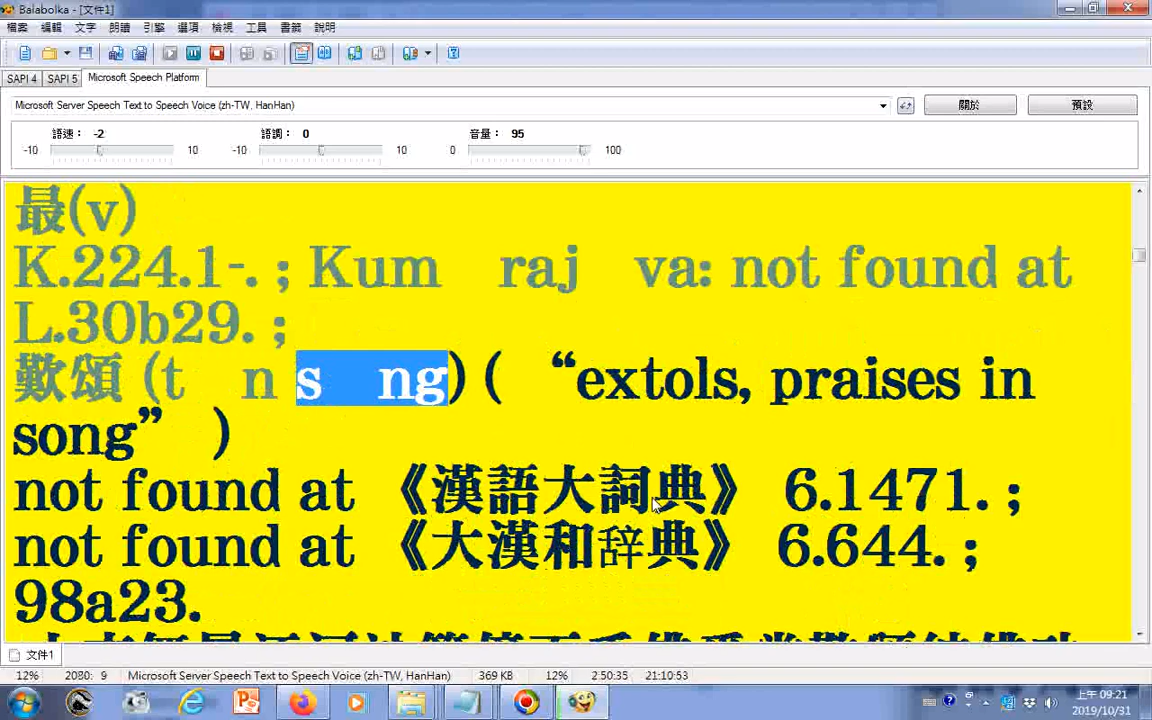 Balabolka - [文件1]
檔案 編輯 文字 朗讀 引擎 選項 檢視 工具 書籤 說明
SAPI 4 SAPI 5 Microsoft Speech Platform
Microsoft Server Speech Text to Speech Voice (zh-TW, HanHan) 關於 預設
語速： -2 語調： 0 音量： 95
-10 10 -10 10 0 100
最(v)
K.224.1-. ; Kum raj va: not found at
L.30b29. ;
歎頌 (t n s ng) ( “extols, praises in
song” )
not found at 《漢語大詞典》 6.1471. ;
not found at 《大漢和辞典》 6.644. ;
98a23.
文件1
12% 2080: 9 Microsoft Server Speech Text to Speech Voice (zh-TW, HanHan) 369 KB 12% 2:50:35 21:10:53
上午 09:21
2019/10/31